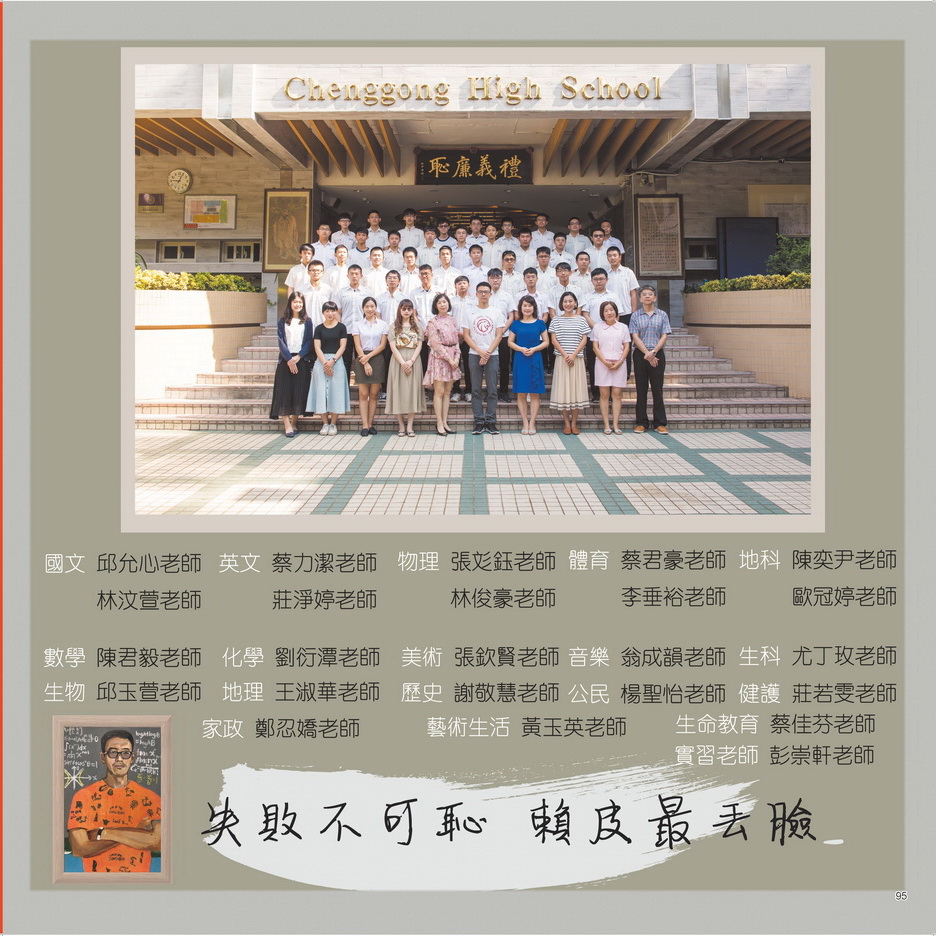 Chenggong High School
恥廉義禮
國文 邱允心老師 英文 蔡力潔老師 物理 張彣鈺老師 體育 蔡君豪老師 地科 陳奕尹老師
林汶萱老師 莊淨婷老師 林俊豪老師 李垂裕老師 歐冠婷老師
數學 陳君毅老師 化學 劉衍潭老師 美術 張欽賢老師 音樂 翁成韻老師 生科 尤丁玫老師
生物 邱玉萱老師 地理 王淑華老師 歷史 謝敬慧老師 公民 楊聖怡老師 健護 莊若雯老師
家政 鄭忍嬌老師 藝術生活 黃玉英老師 生命教育 蔡佳芬老師
實習老師 彭崇軒老師
失敗不可恥 賴皮最丟臉
95